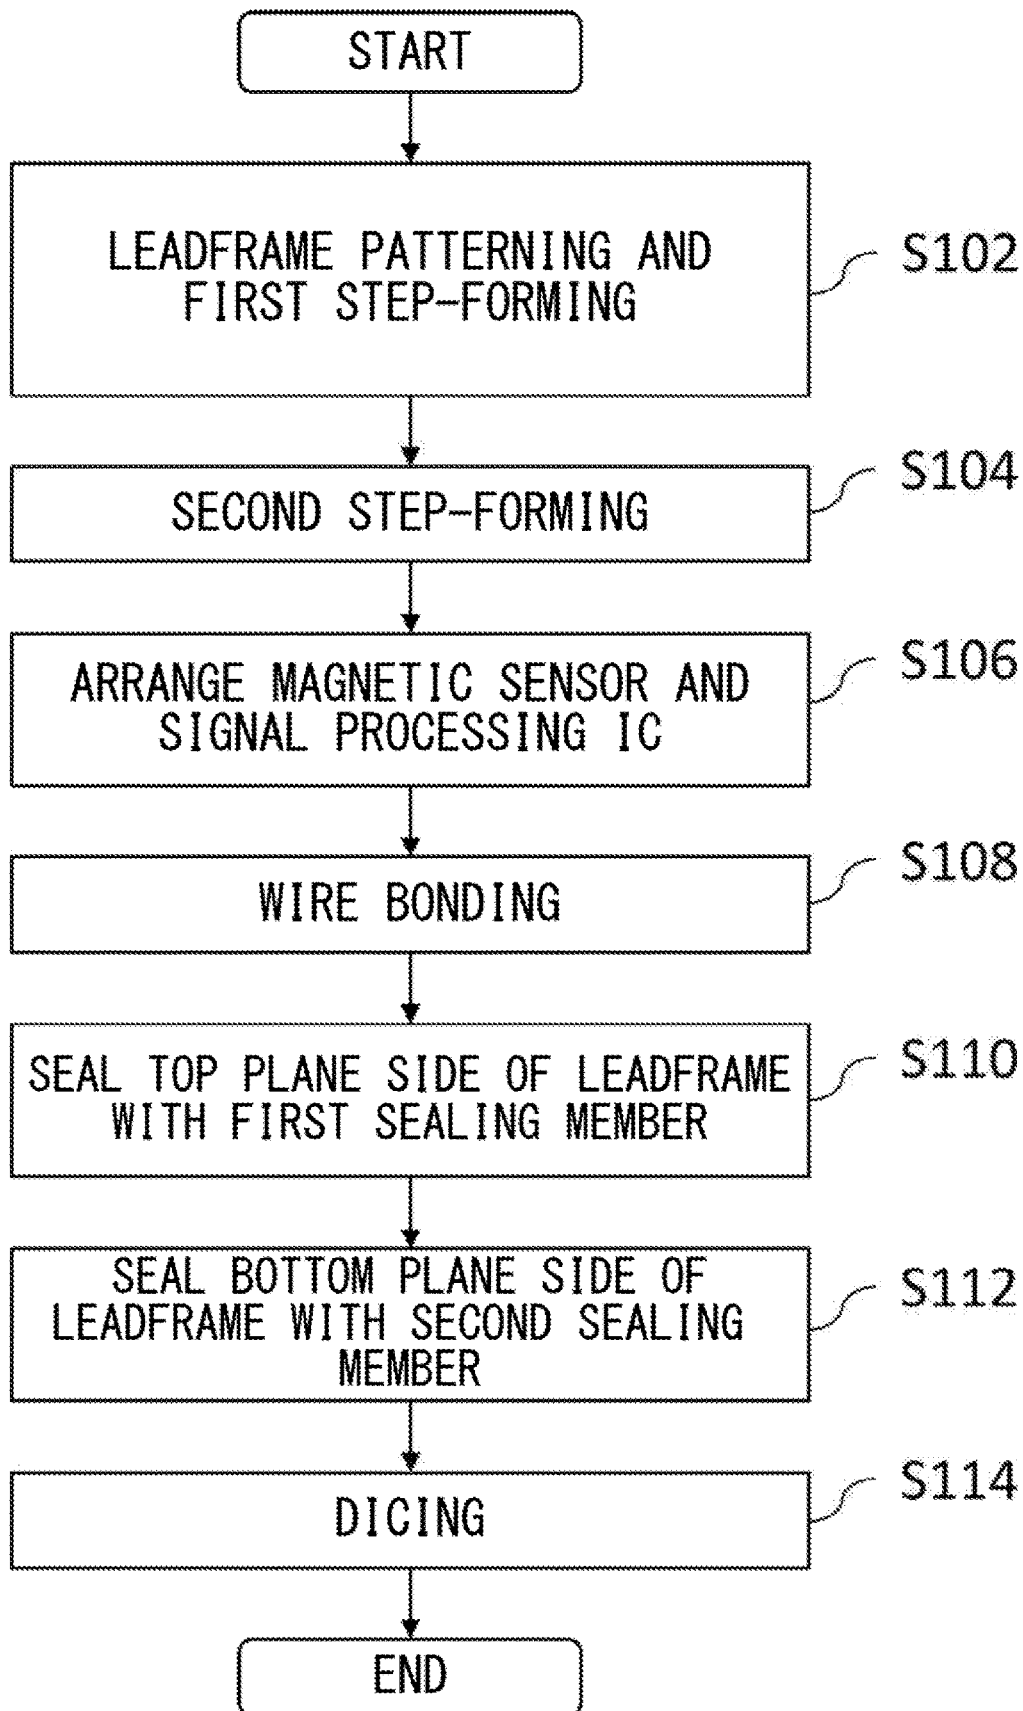 START
LEADFRAME PATTERNING AND
FIRST STEP-FORMING
S102
SECOND STEP-FORMING
S104
ARRANGE MAGNETIC SENSOR AND
SIGNAL PROCESSING IC
S106
WIRE BONDING
S108
SEAL TOP PLANE SIDE OF LEADFRAME
WITH FIRST SEALING MEMBER
S110
SEAL BOTTOM PLANE SIDE OF
LEADFRAME WITH SECOND SEALING
MEMBER
S112
DICING
S114
END